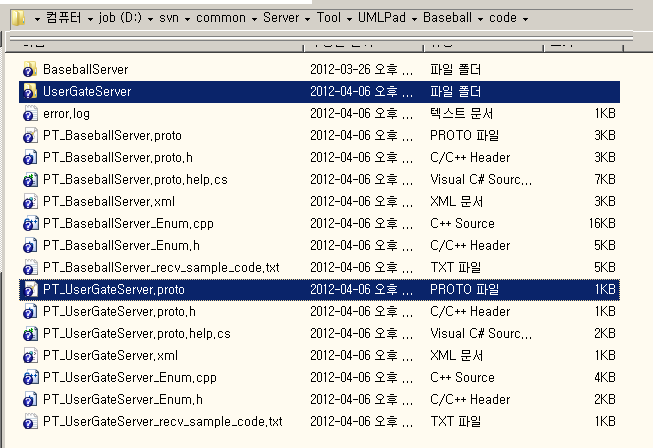 컴퓨터 ▾ job (D:) ▾ svn ▾ common ▾ Server ▾ Tool ▾ UMLPad ▾ Baseball ▾ code ▾
BaseballServer 2012-03-26 오후 ... 파일 폴더
UserGateServer 2012-04-06 오후 ... 파일 폴더
error.log 2012-04-06 오후 ... 텍스트 문서 1KB
PT_BaseballServer.proto 2012-04-06 오후 ... PROTO 파일 3KB
PT_BaseballServer.proto.h 2012-04-06 오후 ... C/C++ Header 3KB
PT_BaseballServer.proto.help.cs 2012-04-06 오후 ... Visual C# Sourc... 7KB
PT_BaseballServer.xml 2012-04-06 오후 ... XML 문서 3KB
PT_BaseballServer_Enum.cpp 2012-04-06 오후 ... C++ Source 16KB
PT_BaseballServer_Enum.h 2012-04-06 오후 ... C/C++ Header 5KB
PT_BaseballServer_recv_sample_code.txt 2012-04-06 오후 ... TXT 파일 5KB
PT_UserGateServer.proto 2012-04-06 오후 ... PROTO 파일 1KB
PT_UserGateServer.proto.h 2012-04-06 오후 ... C/C++ Header 1KB
PT_UserGateServer.proto.help.cs 2012-04-06 오후 ... Visual C# Sourc... 2KB
PT_UserGateServer.xml 2012-04-06 오후 ... XML 문서 1KB
PT_UserGateServer_Enum.cpp 2012-04-06 오후 ... C++ Source 4KB
PT_UserGateServer_Enum.h 2012-04-06 오후 ... C/C++ Header 2KB
PT_UserGateServer_recv_sample_code.txt 2012-04-06 오후 ... TXT 파일 1KB